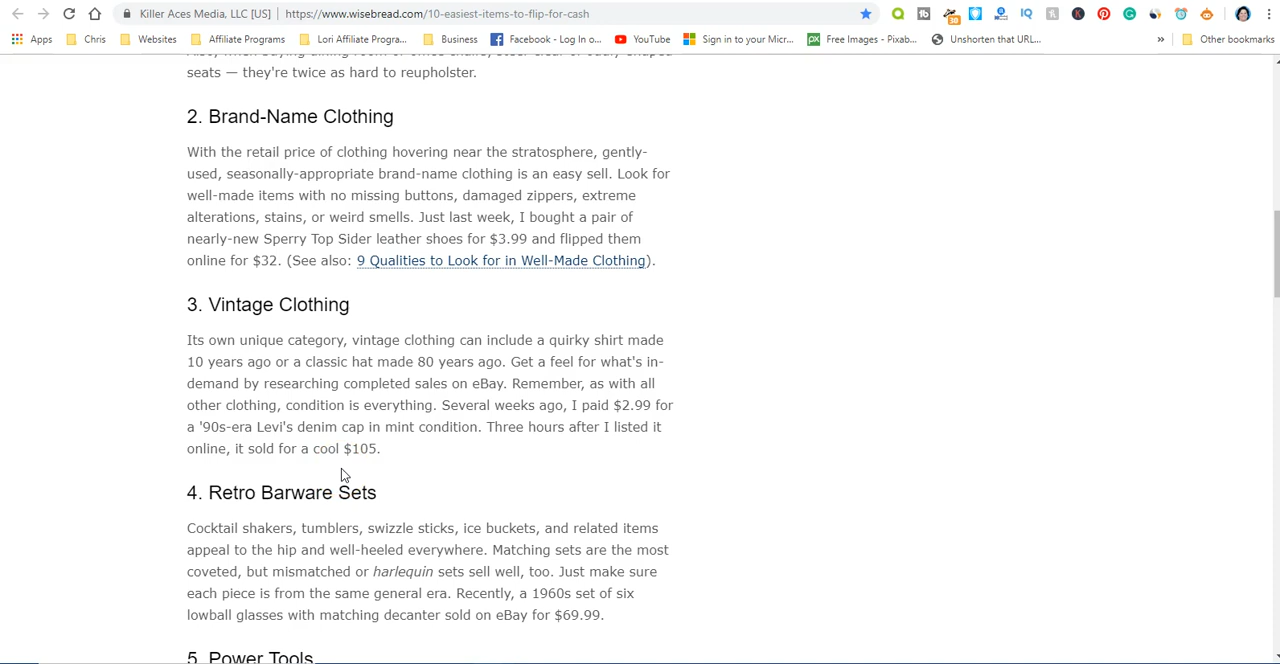 Killer Aces Media, LLC [US] | https://www.wisebread.com/10-easiest-items-to-flip-for-cash
30
Apps Chris Websites Affiliate Programs Lori Affiliate Progra... Business Facebook - Log In o... YouTube Sign in to your Micr... Free Images - Pixab... Unshorten that URL... » Other bookmarks
seats — they're twice as hard to reupholster.
2. Brand-Name Clothing
With the retail price of clothing hovering near the stratosphere, gently-
used, seasonally-appropriate brand-name clothing is an easy sell. Look for
well-made items with no missing buttons, damaged zippers, extreme
alterations, stains, or weird smells. Just last week, I bought a pair of
nearly-new Sperry Top Sider leather shoes for $3.99 and flipped them
online for $32. (See also: 9 Qualities to Look for in Well-Made Clothing).
3. Vintage Clothing
Its own unique category, vintage clothing can include a quirky shirt made
10 years ago or a classic hat made 80 years ago. Get a feel for what's in-
demand by researching completed sales on eBay. Remember, as with all
other clothing, condition is everything. Several weeks ago, I paid $2.99 for
a '90s-era Levi's denim cap in mint condition. Three hours after I listed it
online, it sold for a cool $105.
4. Retro Barware Sets
Cocktail shakers, tumblers, swizzle sticks, ice buckets, and related items
appeal to the hip and well-heeled everywhere. Matching sets are the most
coveted, but mismatched or harlequin sets sell well, too. Just make sure
each piece is from the same general era. Recently, a 1960s set of six
lowball glasses with matching decanter sold on eBay for $69.99.
5. Power Tools